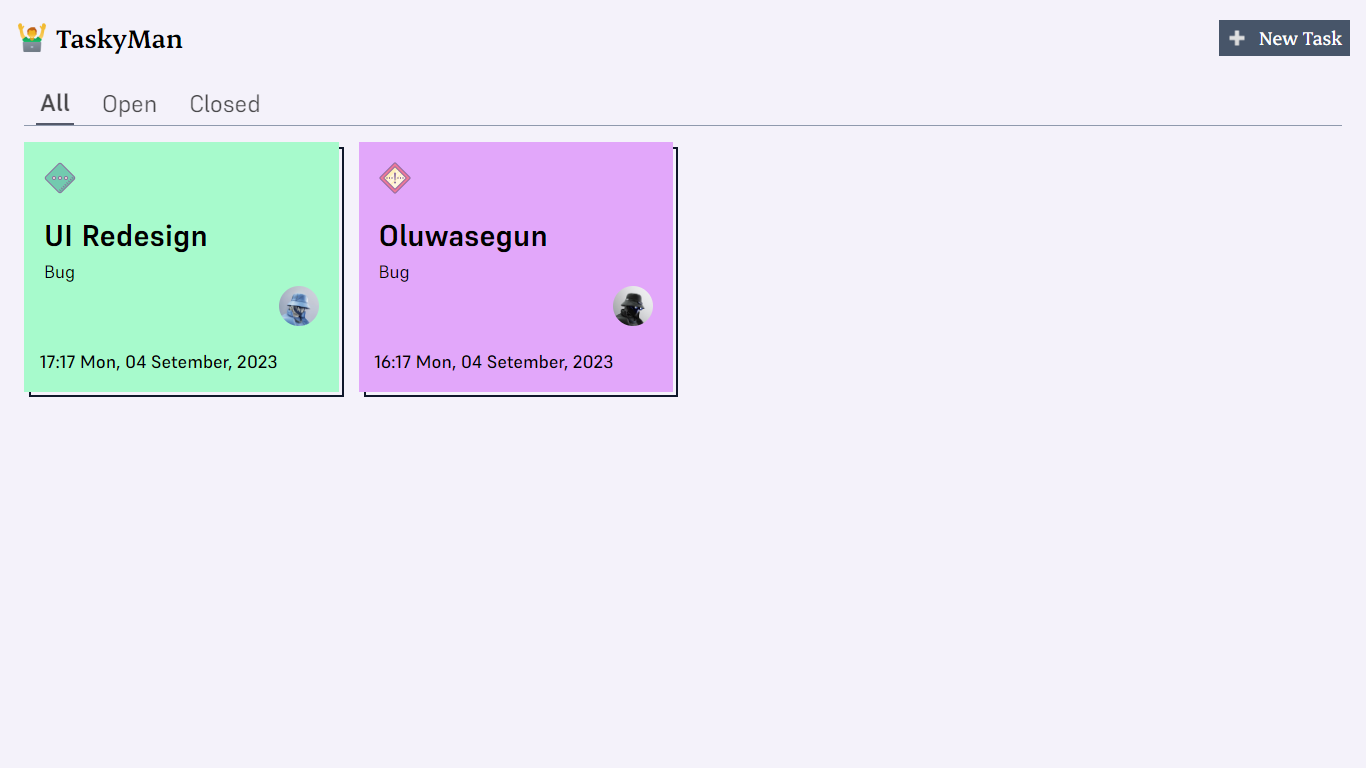 TaskyMan
New Task
All Open Closed
UI Redesign
Bug
17:17 Mon, 04 Setember, 2023
Oluwasegun
Bug
16:17 Mon, 04 Setember, 2023